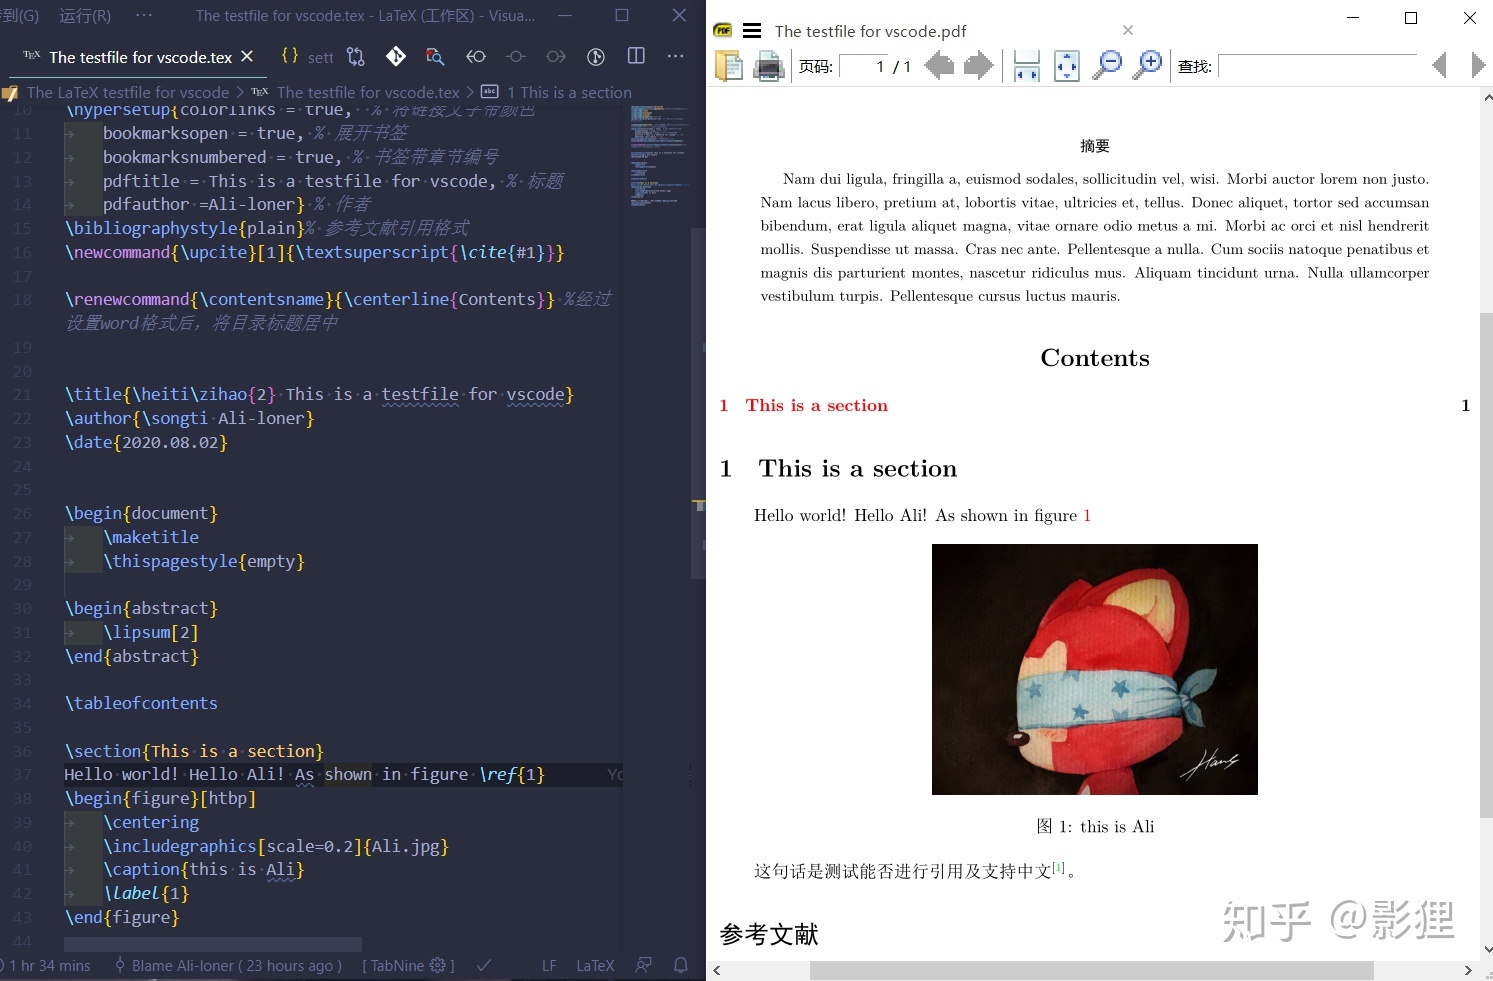 转到(G) 运行(R) ··· The testfile for vscode.tex - LaTeX (工作区) - Visua...
TEX The testfile for vscode.tex × {} sett
The LaTeX testfile for vscode > TEX The testfile for vscode.tex > abc 1 This is a section
10 \hypersetup{colorlinks = true, % 将链接文字带颜色
11 bookmarksopen = true, % 展开书签
12 bookmarksnumbered = true, % 书签带章节编号
13 pdftitle = This is a testfile for vscode, % 标题
14 pdfauthor =Ali-loner} % 作者
15 \bibliographystyle{plain}% 参考文献引用格式
16 \newcommand{\upcite}[1]{\textsuperscript{\cite{#1}}}
17
18 \renewcommand{\contentsname}{\centerline{Contents}} %经过
设置word格式后，将目录标题居中
19
20
21 \title{\heiti\zihao{2} This is a testfile for vscode}
22 \author{\songti Ali-loner}
23 \date{2020.08.02}
24
25
26 \begin{document}
27 \maketitle
28 \thispagestyle{empty}
29
30 \begin{abstract}
31 \lipsum[2]
32 \end{abstract}
33
34 \tableofcontents
35
36 \section{This is a section}
37 Hello world! Hello Ali! As shown in figure \ref{1}
38 \begin{figure}[htbp]
39 \centering
40 \includegraphics[scale=0.2]{Ali.jpg}
41 \caption{this is Ali}
42 \label{1}
43 \end{figure}
44
1 hr 34 mins Blame Ali-loner ( 23 hours ago ) [ TabNine ] LF LaTeX
PDF The testfile for vscode.pdf
页码: 1 / 1 查找:
摘要
Nam dui ligula, fringilla a, euismod sodales, sollicitudin vel, wisi. Morbi auctor lorem non justo.
Nam lacus libero, pretium at, lobortis vitae, ultricies et, tellus. Donec aliquet, tortor sed accumsan
bibendum, erat ligula aliquet magna, vitae ornare odio metus a mi. Morbi ac orci et nisl hendrerit
mollis. Suspendisse ut massa. Cras nec ante. Pellentesque a nulla. Cum sociis natoque penatibus et
magnis dis parturient montes, nascetur ridiculus mus. Aliquam tincidunt urna. Nulla ullamcorper
vestibulum turpis. Pellentesque cursus luctus mauris.
Contents
1 This is a section 1
1 This is a section
Hello world! Hello Ali! As shown in figure 1
Hans
图 1: this is Ali
这句话是测试能否进行引用及支持中文[1]。
参考文献
知乎 @影狸